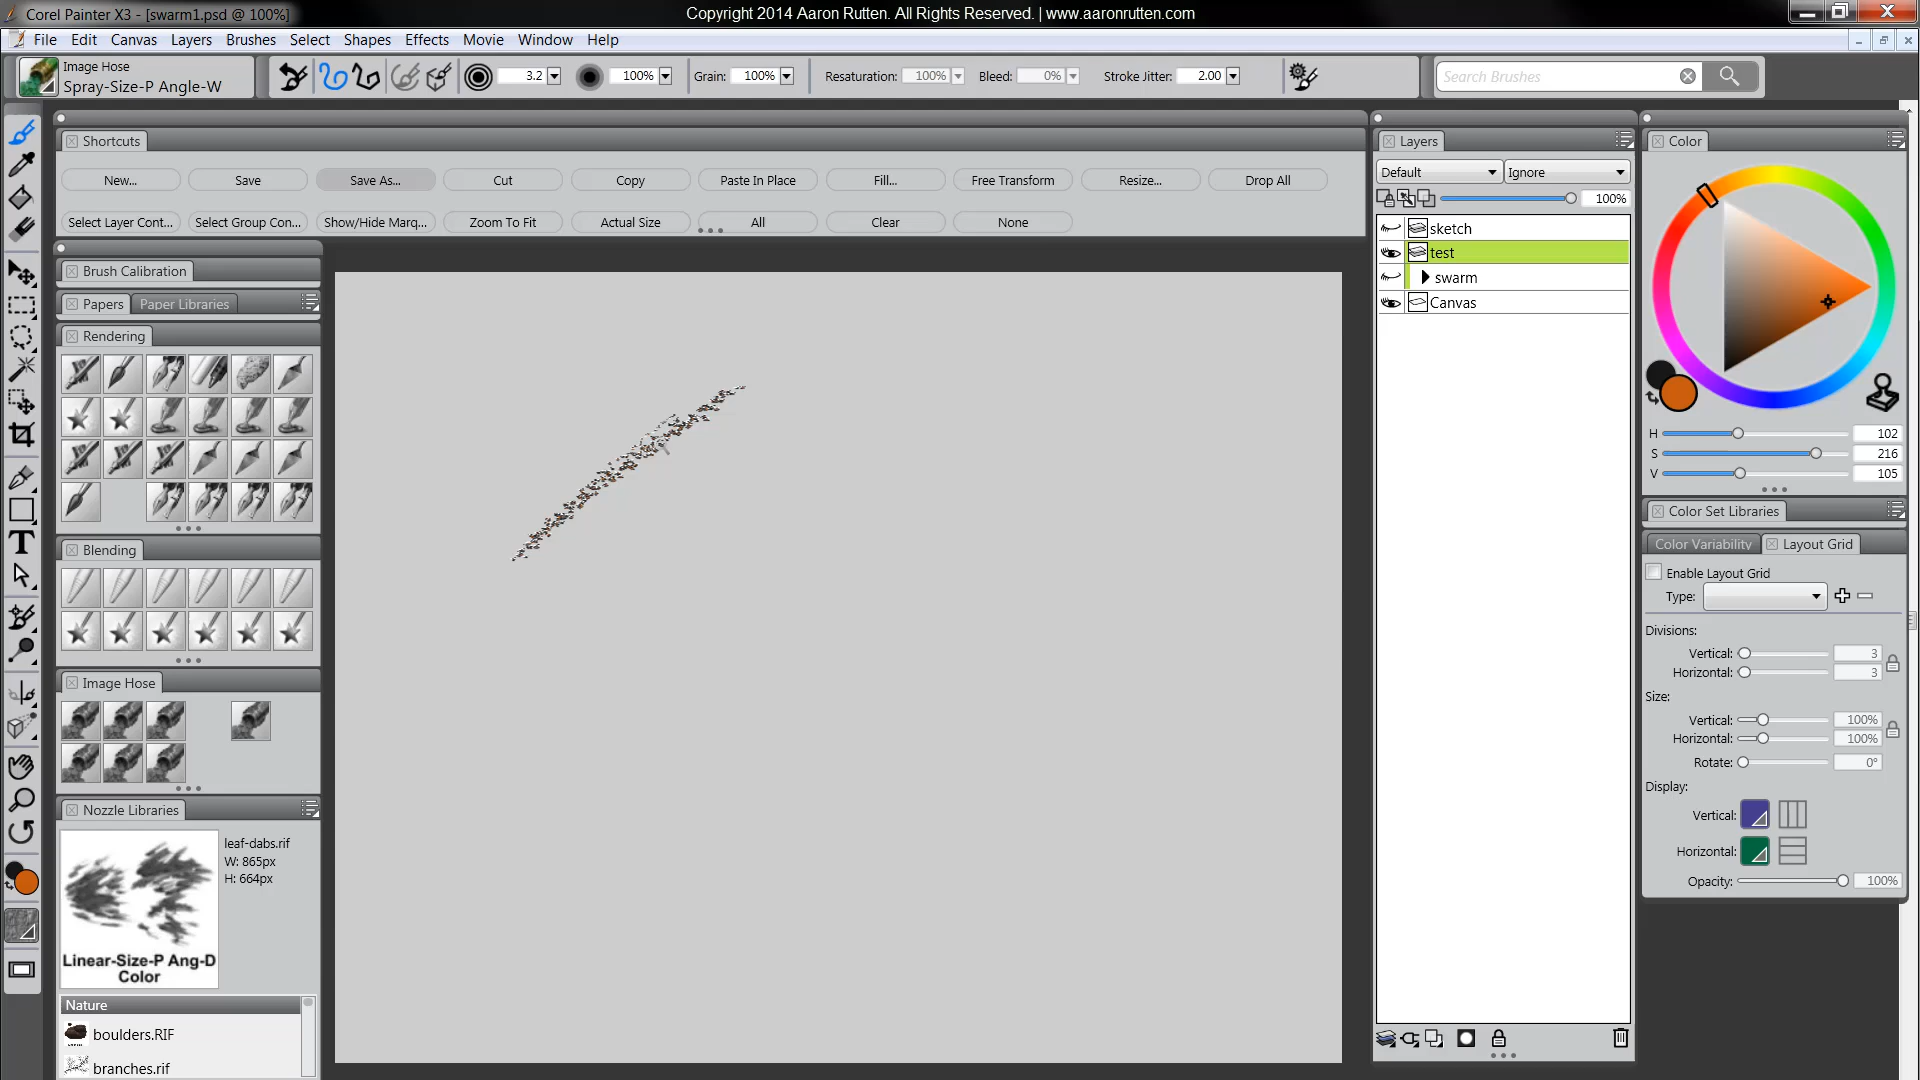 Corel Painter X3 - [swarm1.psd @ 100%]
Copyright 2014 Aaron Rutten. All Rights Reserved. | www.aaronrutten.com
File Edit Canvas Layers Brushes Select Shapes Effects Movie Window Help
Image Hose
Spray-Size-P Angle-W
3.2 100% Grain: 100% Resaturation: 100% Bleed: 0% Stroke Jitter: 2.00 Search Brushes
Shortcuts
New... Save Save As... Cut Copy Paste In Place Fill... Free Transform Resize... Drop All
Select Layer Cont... Select Group Con... Show/Hide Marq... Zoom To Fit Actual Size All Clear None
Brush Calibration
Papers Paper Libraries
Rendering
Blending
Image Hose
Nozzle Libraries
leaf-dabs.rif
W: 865px
H: 664px
Linear-Size-P Ang-D
Color
Nature
boulders.RIF
branches.rif
Layers
Default Ignore
100%
sketch
test
swarm
Canvas
Color
H 102
S 216
V 105
Color Set Libraries
Color Variability Layout Grid
Enable Layout Grid
Type:
Divisions:
Vertical: 3
Horizontal: 3
Size:
Vertical: 100%
Horizontal: 100%
Rotate: 0°
Display:
Vertical:
Horizontal:
Opacity: 100%
T